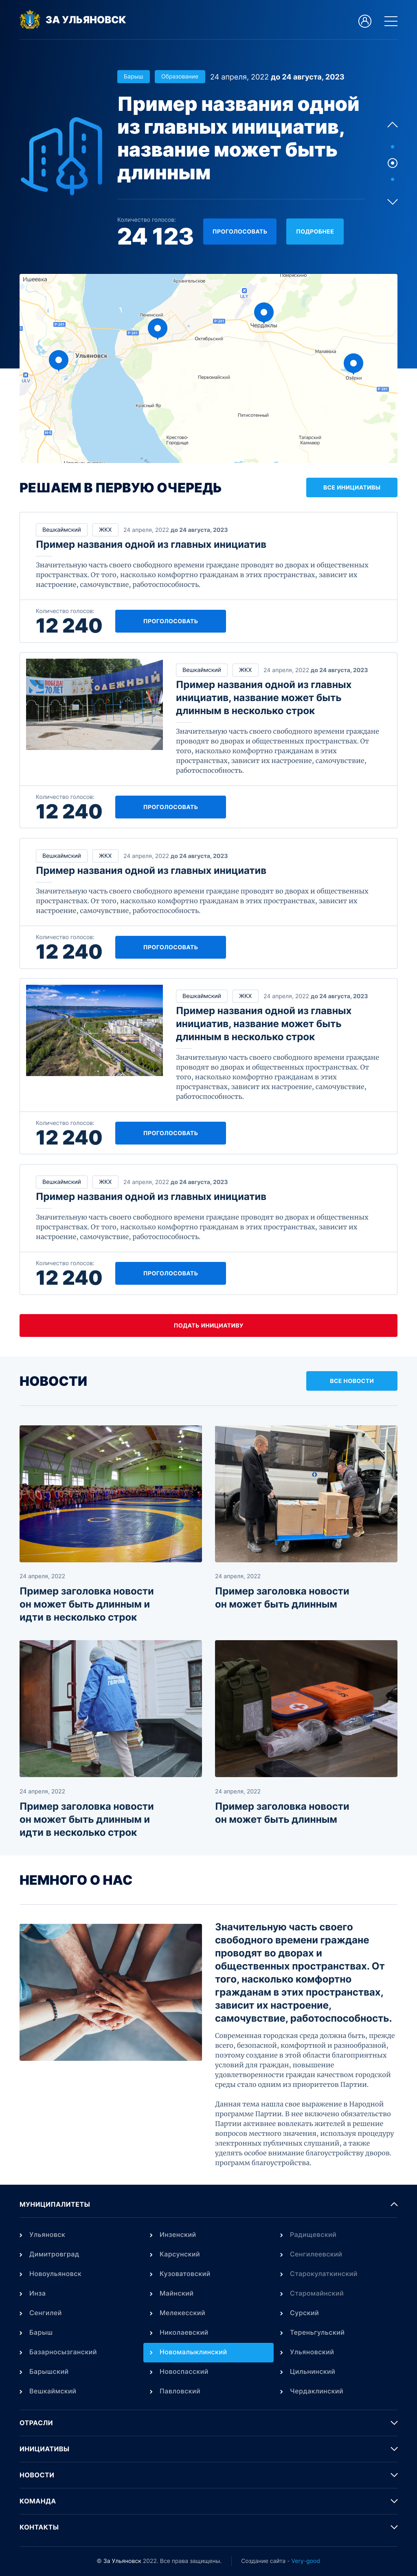 ЗА УЛЬЯНОВСК
Барыш
Образование
24 апреля, 2022 до 24 августа, 2023
Пример названия одной
из главных инициатив,
название может быть
длинным
Количество голосов:
24 123
ПРОГОЛОСОВАТЬ
ПОДРОБНЕЕ
Ишеевка
Архангельское
Ленинский
Октябрьский
ULY
Чердаклы
Ульяновск
Малаевка
Озерки
ULV
Первомайский
Красный Яр
Пятисотенный
Крестово-
Городище
Татарский
Калмаюр
РЕШАЕМ В ПЕРВУЮ ОЧЕРЕДЬ
ВСЕ ИНИЦИАТИВЫ
Вешкаймский
ЖКХ
24 апреля, 2022 до 24 августа, 2023
Пример названия одной из главных инициатив
Значительную часть своего свободного времени граждане проводят во дворах и общественных
пространствах. От того, насколько комфортно гражданам в этих пространствах, зависит их
настроение, самочувствие, работоспособность.
Количество голосов:
12 240
ПРОГОЛОСОВАТЬ
Вешкаймский
ЖКХ
24 апреля, 2022 до 24 августа, 2023
Пример названия одной из главных
инициатив, название может быть
длинным в несколько строк
Значительную часть своего свободного времени граждане
проводят во дворах и общественных пространствах. От
того, насколько комфортно гражданам в этих
пространствах, зависит их настроение, самочувствие,
работоспособность.
Количество голосов:
12 240
ПРОГОЛОСОВАТЬ
Вешкаймский
ЖКХ
24 апреля, 2022 до 24 августа, 2023
Пример названия одной из главных инициатив
Значительную часть своего свободного времени граждане проводят во дворах и общественных
пространствах. От того, насколько комфортно гражданам в этих пространствах, зависит их
настроение, самочувствие, работоспособность.
Количество голосов:
12 240
ПРОГОЛОСОВАТЬ
Вешкаймский
ЖКХ
24 апреля, 2022 до 24 августа, 2023
Пример названия одной из главных
инициатив, название может быть
длинным в несколько строк
Значительную часть своего свободного времени граждане
проводят во дворах и общественных пространствах. От
того, насколько комфортно гражданам в этих
пространствах, зависит их настроение, самочувствие,
работоспособность.
Количество голосов:
12 240
ПРОГОЛОСОВАТЬ
Вешкаймский
ЖКХ
24 апреля, 2022 до 24 августа, 2023
Пример названия одной из главных инициатив
Значительную часть своего свободного времени граждане проводят во дворах и общественных
пространствах. От того, насколько комфортно гражданам в этих пространствах, зависит их
настроение, самочувствие, работоспособность.
Количество голосов:
12 240
ПРОГОЛОСОВАТЬ
ПОДАТЬ ИНИЦИАТИВУ
НОВОСТИ
ВСЕ НОВОСТИ
24 апреля, 2022
Пример заголовка новости
он может быть длинным и
идти в несколько строк
24 апреля, 2022
Пример заголовка новости
он может быть длинным
24 апреля, 2022
Пример заголовка новости
он может быть длинным и
идти в несколько строк
24 апреля, 2022
Пример заголовка новости
он может быть длинным
НЕМНОГО О НАС
Значительную часть своего
свободного времени граждане
проводят во дворах и
общественных пространствах. От
того, насколько комфортно
гражданам в этих пространствах,
зависит их настроение,
самочувствие, работоспособность.
Современная городская среда должна быть, прежде
всего, безопасной, комфортной и разнообразной,
поэтому создание в этой области благоприятных
условий для граждан, повышение
удовлетворенности граждан качеством городской
среды стало одним из приоритетов Партии.
Данная тема нашла свое выражение в Народной
программе Партии. В нее включено обязательство
Партии активнее вовлекать жителей в решение
вопросов местного значения, используя процедуру
электронных публичных слушаний, а также
уделять особое внимание благоустройству дворов.
программ благоустройства.
МУНИЦИПАЛИТЕТЫ
Ульяновск
Димитровград
Новоульяновск
Инза
Сенгилей
Барыш
Базарносызганский
Барышский
Вешкаймский
Инзенский
Карсунский
Кузоватовский
Майнский
Мелекесский
Николаевский
Новомалыклинский
Новоспасский
Павловский
Радищевский
Сенгилеевский
Старокулаткинский
Старомайнский
Сурский
Тереньгульский
Ульяновский
Цильнинский
Чердаклинский
ОТРАСЛИ
ИНИЦИАТИВЫ
НОВОСТИ
КОМАНДА
КОНТАКТЫ
© За Ульяновск 2022. Все права защищены.
Создание сайта - Very-good